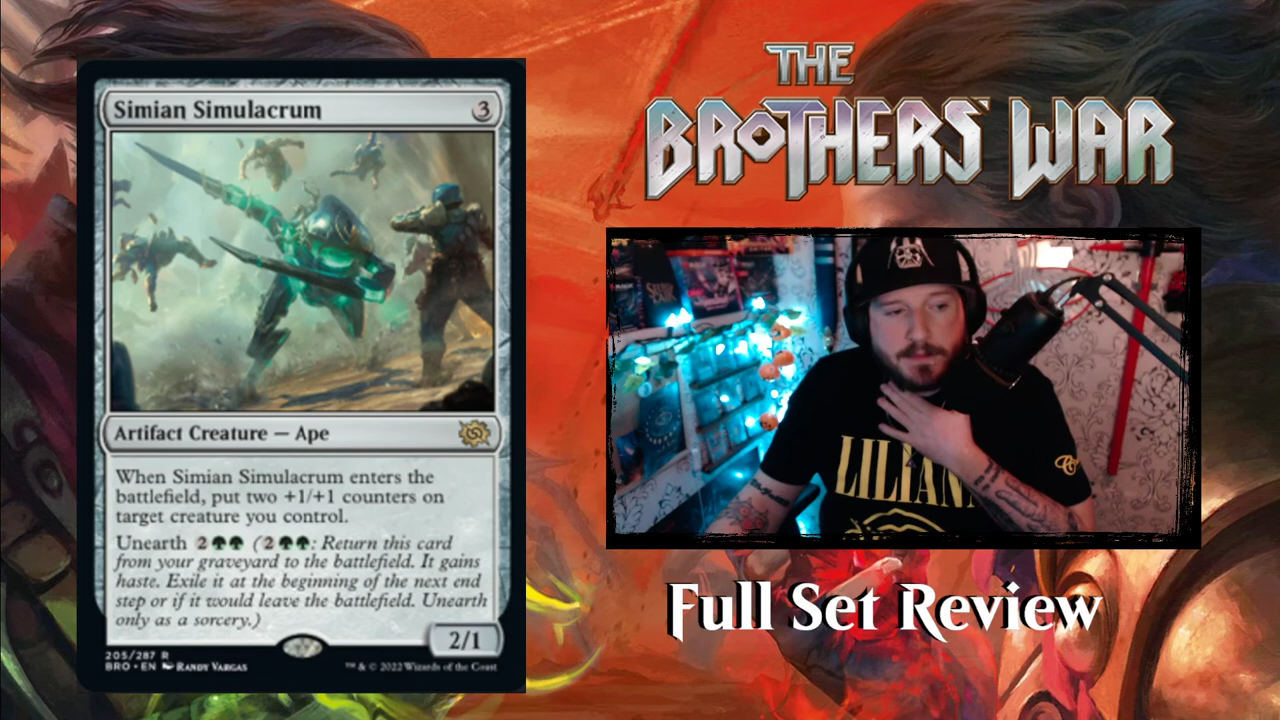 Simian Simulacrum 3
Artifact Creature — Ape
When Simian Simulacrum enters the
battlefield, put two +1/+1 counters on
target creature you control.
Unearth 2 (2: Return this card
from your graveyard to the battlefield. It gains
haste. Exile it at the beginning of the next end
step or if it would leave the battlefield. Unearth
only as a sorcery.)
2/1
205/287 R
BRO • EN Randy Vargas
™ & © 2022 Wizards of the Coast
THE
BROTHERS' WAR
LILIAN
Full Set Review